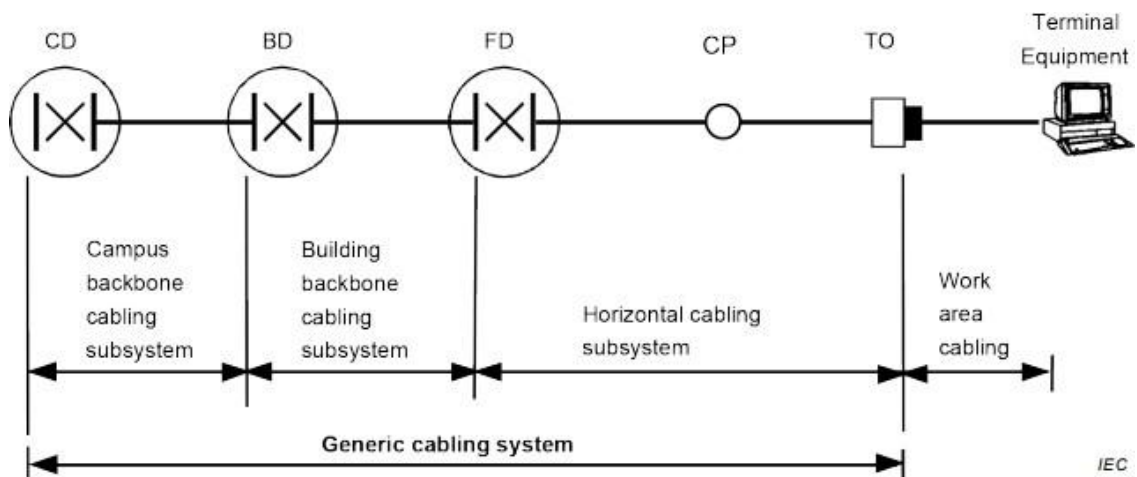 CD
BD
FD
CP
TO
Terminal
Equipment
Campus
backbone
cabling
subsystem
Building
backbone
cabling
subsystem
Horizontal cabling
subsystem
Work
area
cabling
Generic cabling system
IEC